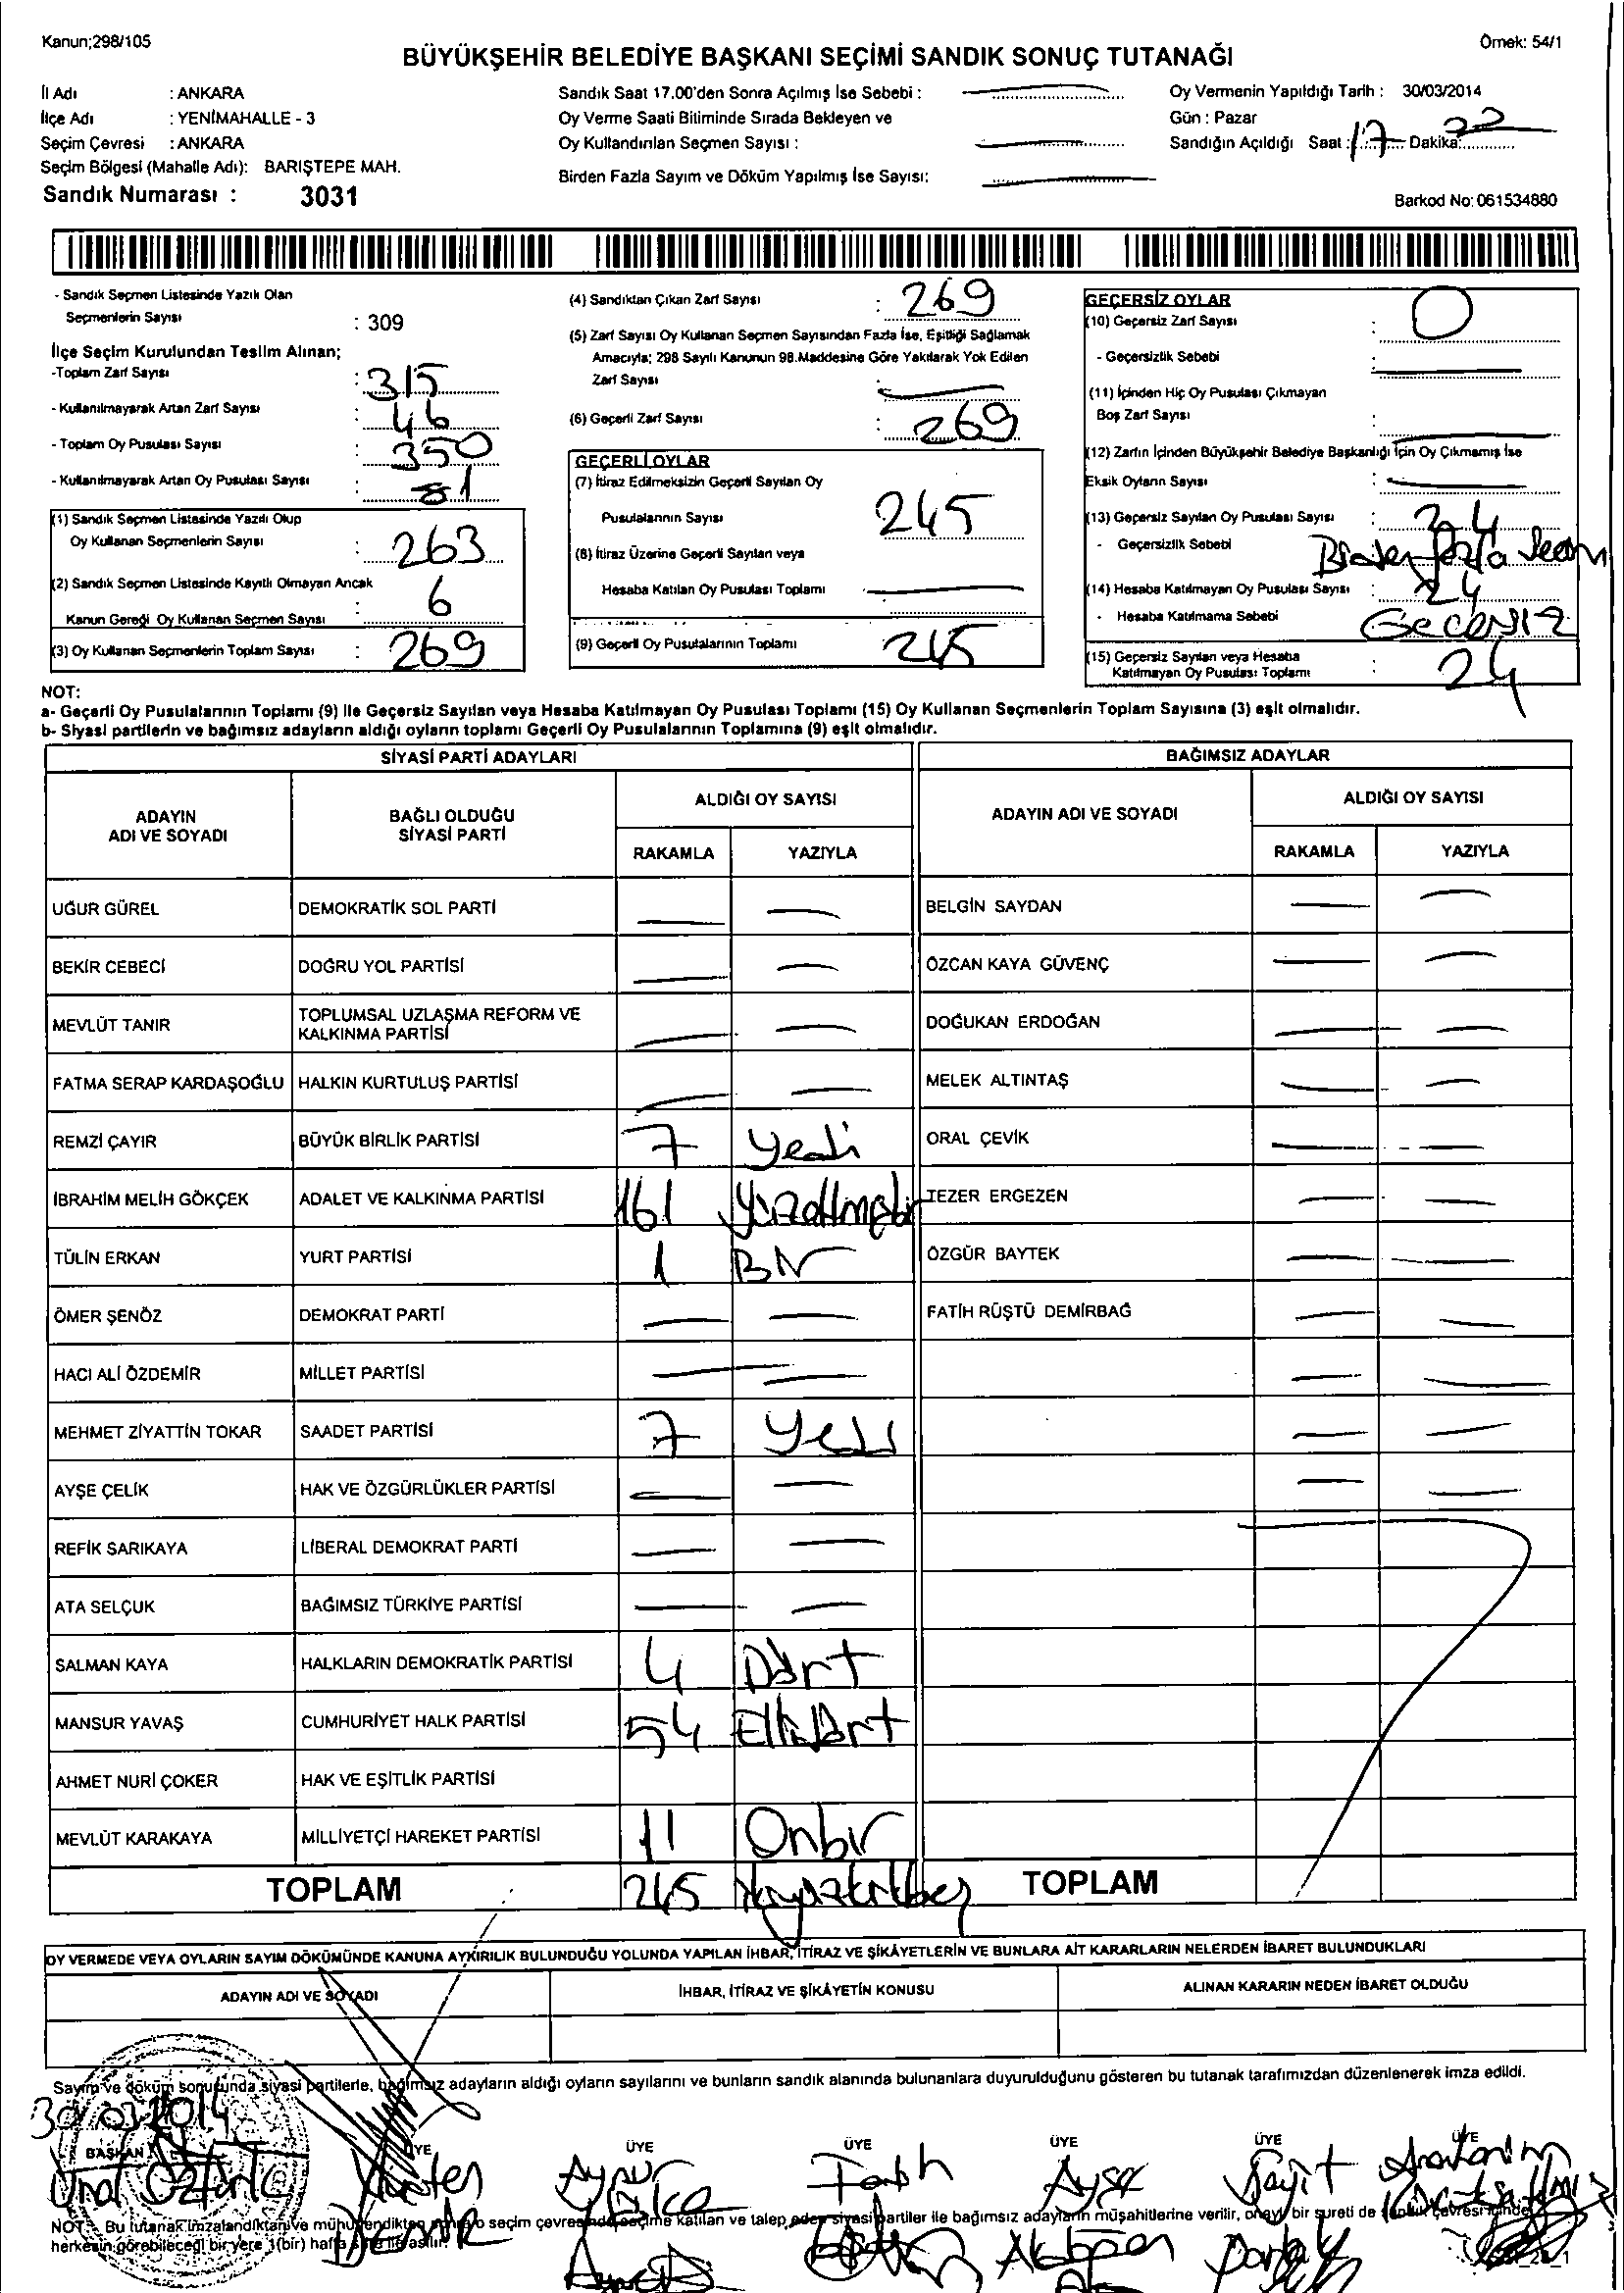 Kanun;298/105
Örnek: 54/1
BÜYÜKŞEHİR BELEDİYE BAŞKANI SEÇİMİ SANDIK SONUÇ TUTANAĞI
İl Adı : ANKARA
İlçe Adı : YENİMAHALLE - 3
Seçim Çevresi : ANKARA
Seçim Bölgesi (Mahalle Adı): BARIŞTEPE MAH.
Sandık Numarası : 3031
Sandık Saat 17.00'den Sonra Açılmış İse Sebebi :
Oy Verme Saati Bitiminde Sırada Bekleyen ve
Oy Kullandırılan Seçmen Sayısı :
Birden Fazla Sayım ve Döküm Yapılmış İse Sayısı:
Oy Vermenin Yapıldığı Tarih : 30/03/2014
Gün : Pazar
Sandığın Açıldığı Saat : 17 Dakika: 22
Barkod No: 061534880
- Sandık Seçmen Listesinde Yazılı Olan
Seçmenlerin Sayısı : 309
İlçe Seçim Kurulundan Teslim Alınan;
-Toplam Zarf Sayısı : 315
- Kullanılmayarak Artan Zarf Sayısı : 46
- Toplam Oy Pusulası Sayısı : 350
- Kullanılmayarak Artan Oy Pusulası Sayısı : 81
(1) Sandık Seçmen Listesinde Yazılı Olup
Oy Kullanan Seçmenlerin Sayısı : 263
(2) Sandık Seçmen Listesinde Kayıtlı Olmayan Ancak
Kanun Gereği Oy Kullanan Seçmen Sayısı : 6
(3) Oy Kullanan Seçmenlerin Toplam Sayısı : 269
(4) Sandıktan Çıkan Zarf Sayısı : 269
(5) Zarf Sayısı Oy Kullanan Seçmen Sayısından Fazla İse, Eşitliği Sağlamak
Amacıyla; 298 Sayılı Kanunun 98.Maddesine Göre Yakılarak Yok Edilen
Zarf Sayısı :
(6) Geçerli Zarf Sayısı : 269
GEÇERLİ OYLAR
(7) İtiraz Edilmeksizin Geçerli Sayılan Oy
Pusulalarının Sayısı 245
(8) İtiraz Üzerine Geçerli Sayılan veya
Hesaba Katılan Oy Pusulası Toplamı
(9) Geçerli Oy Pusulalarının Toplamı 245
GEÇERSİZ OYLAR
(10) Geçersiz Zarf Sayısı : 0
- Geçersizlik Sebebi :
(11) İçinden Hiç Oy Pusulası Çıkmayan
Boş Zarf Sayısı :
(12) Zarfın İçinden Büyükşehir Belediye Başkanlığı İçin Oy Çıkmamış İse
Eksik Oyların Sayısı :
(13) Geçersiz Sayılan Oy Pusulası Sayısı : 24
- Geçersizlik Sebebi : Birden fazla
(14) Hesaba Katılmayan Oy Pusulası Sayısı : 24
- Hesaba Katılmama Sebebi Geçersiz
(15) Geçersiz Sayılan veya Hesaba
Katılmayan Oy Pusulası Toplamı : 24
NOT:
a- Geçerli Oy Pusulalarının Toplamı (9) İle Geçersiz Sayılan veya Hesaba Katılmayan Oy Pusulası Toplamı (15) Oy Kullanan Seçmenlerin Toplam Sayısına (3) eşit olmalıdır.
b- Siyasi partilerin ve bağımsız adayların aldığı oyların toplamı Geçerli Oy Pusulalarının Toplamına (9) eşit olmalıdır.
SİYASİ PARTİ ADAYLARI
BAĞIMSIZ ADAYLAR
ADAYIN
ADI VE SOYADI
BAĞLI OLDUĞU
SİYASİ PARTİ
ALDIĞI OY SAYISI
RAKAMLA YAZIYLA
ADAYIN ADI VE SOYADI
ALDIĞI OY SAYISI
RAKAMLA YAZIYLA
UĞUR GÜREL DEMOKRATİK SOL PARTİ BELGİN SAYDAN
BEKİR CEBECİ DOĞRU YOL PARTİSİ ÖZCAN KAYA GÜVENÇ
MEVLÜT TANIR TOPLUMSAL UZLAŞMA REFORM VE
KALKINMA PARTİSİ DOĞUKAN ERDOĞAN
FATMA SERAP KARDAŞOĞLU HALKIN KURTULUŞ PARTİSİ MELEK ALTINTAŞ
REMZİ ÇAYIR BÜYÜK BİRLİK PARTİSİ 7 Yedi ORAL ÇEVİK
İBRAHİM MELİH GÖKÇEK ADALET VE KALKINMA PARTİSİ 161 Yüzaltmışbir TEZER ERGEZEN
TÜLİN ERKAN YURT PARTİSİ 1 Bir ÖZGÜR BAYTEK
ÖMER ŞENÖZ DEMOKRAT PARTİ FATİH RÜŞTÜ DEMİRBAĞ
HACI ALİ ÖZDEMİR MİLLET PARTİSİ
MEHMET ZİYATTİN TOKAR SAADET PARTİSİ 7 Yedi
AYŞE ÇELİK HAK VE ÖZGÜRLÜKLER PARTİSİ
REFİK SARIKAYA LİBERAL DEMOKRAT PARTİ
ATA SELÇUK BAĞIMSIZ TÜRKİYE PARTİSİ
SALMAN KAYA HALKLARIN DEMOKRATİK PARTİSİ 4 Dört
MANSUR YAVAŞ CUMHURİYET HALK PARTİSİ 54 Ellidört
AHMET NURİ ÇOKER HAK VE EŞİTLİK PARTİSİ
MEVLÜT KARAKAYA MİLLİYETÇİ HAREKET PARTİSİ 11 Onbir
TOPLAM 245 İkiyüzkırkbeş TOPLAM
OY VERMEDE VEYA OYLARIN SAYIM DÖKÜMÜNDE KANUNA AYKIRILIK BULUNDUĞU YOLUNDA YAPILAN İHBAR, İTİRAZ VE ŞİKÂYETLERİN VE BUNLARA AİT KARARLARIN NELERDEN İBARET BULUNDUKLARI
ADAYIN ADI VE SOYADI İHBAR, İTİRAZ VE ŞİKÂYETİN KONUSU ALINAN KARARIN NEDEN İBARET OLDUĞU
Sayım ve döküm sonucunda siyasi partilerle, bağımsız adayların aldığı oyların sayılarını ve bunların sandık alanında bulunanlara duyurulduğunu gösteren bu tutanak tarafımızdan düzenlenerek imza edildi.
30/03/2014
BAŞKAN ÜYE ÜYE ÜYE ÜYE ÜYE ÜYE
Aynur Fatih Ayşe Seyit
DEMİR
NOT: Bu tutanak imzalandıktan ve mühürlendikten sonra o seçim çevresinde seçime katılan ve talep eden siyasi partiler ile bağımsız adayların müşahitlerine verilir, onaylı bir sureti de sandık çevresi içinde
herkesin görebileceği bir yere 1(bir) hafta süre ile asılır.